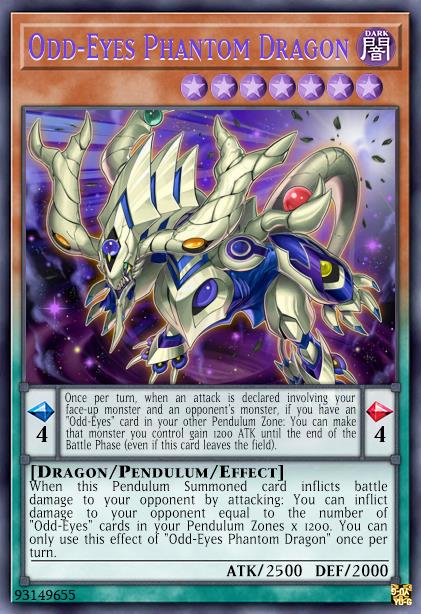 ODD-EYES PHANTOM DRAGON
DARK
闇
Once per turn, when an attack is declared involving your
face-up monster and an opponent's monster, if you have an
"Odd-Eyes" card in your other Pendulum Zone: You can make
that monster you control gain 1200 ATK until the end of the
Battle Phase (even if this card leaves the field).
4
4
[DRAGON/PENDULUM/EFFECT]
When this Pendulum Summoned card inflicts battle
damage to your opponent by attacking: You can inflict
damage to your opponent equal to the number of
"Odd-Eyes" cards in your Pendulum Zones x 1200. You can
only use this effect of "Odd-Eyes Phantom Dragon" once per
turn.
ATK/2500 DEF/2000
93149655